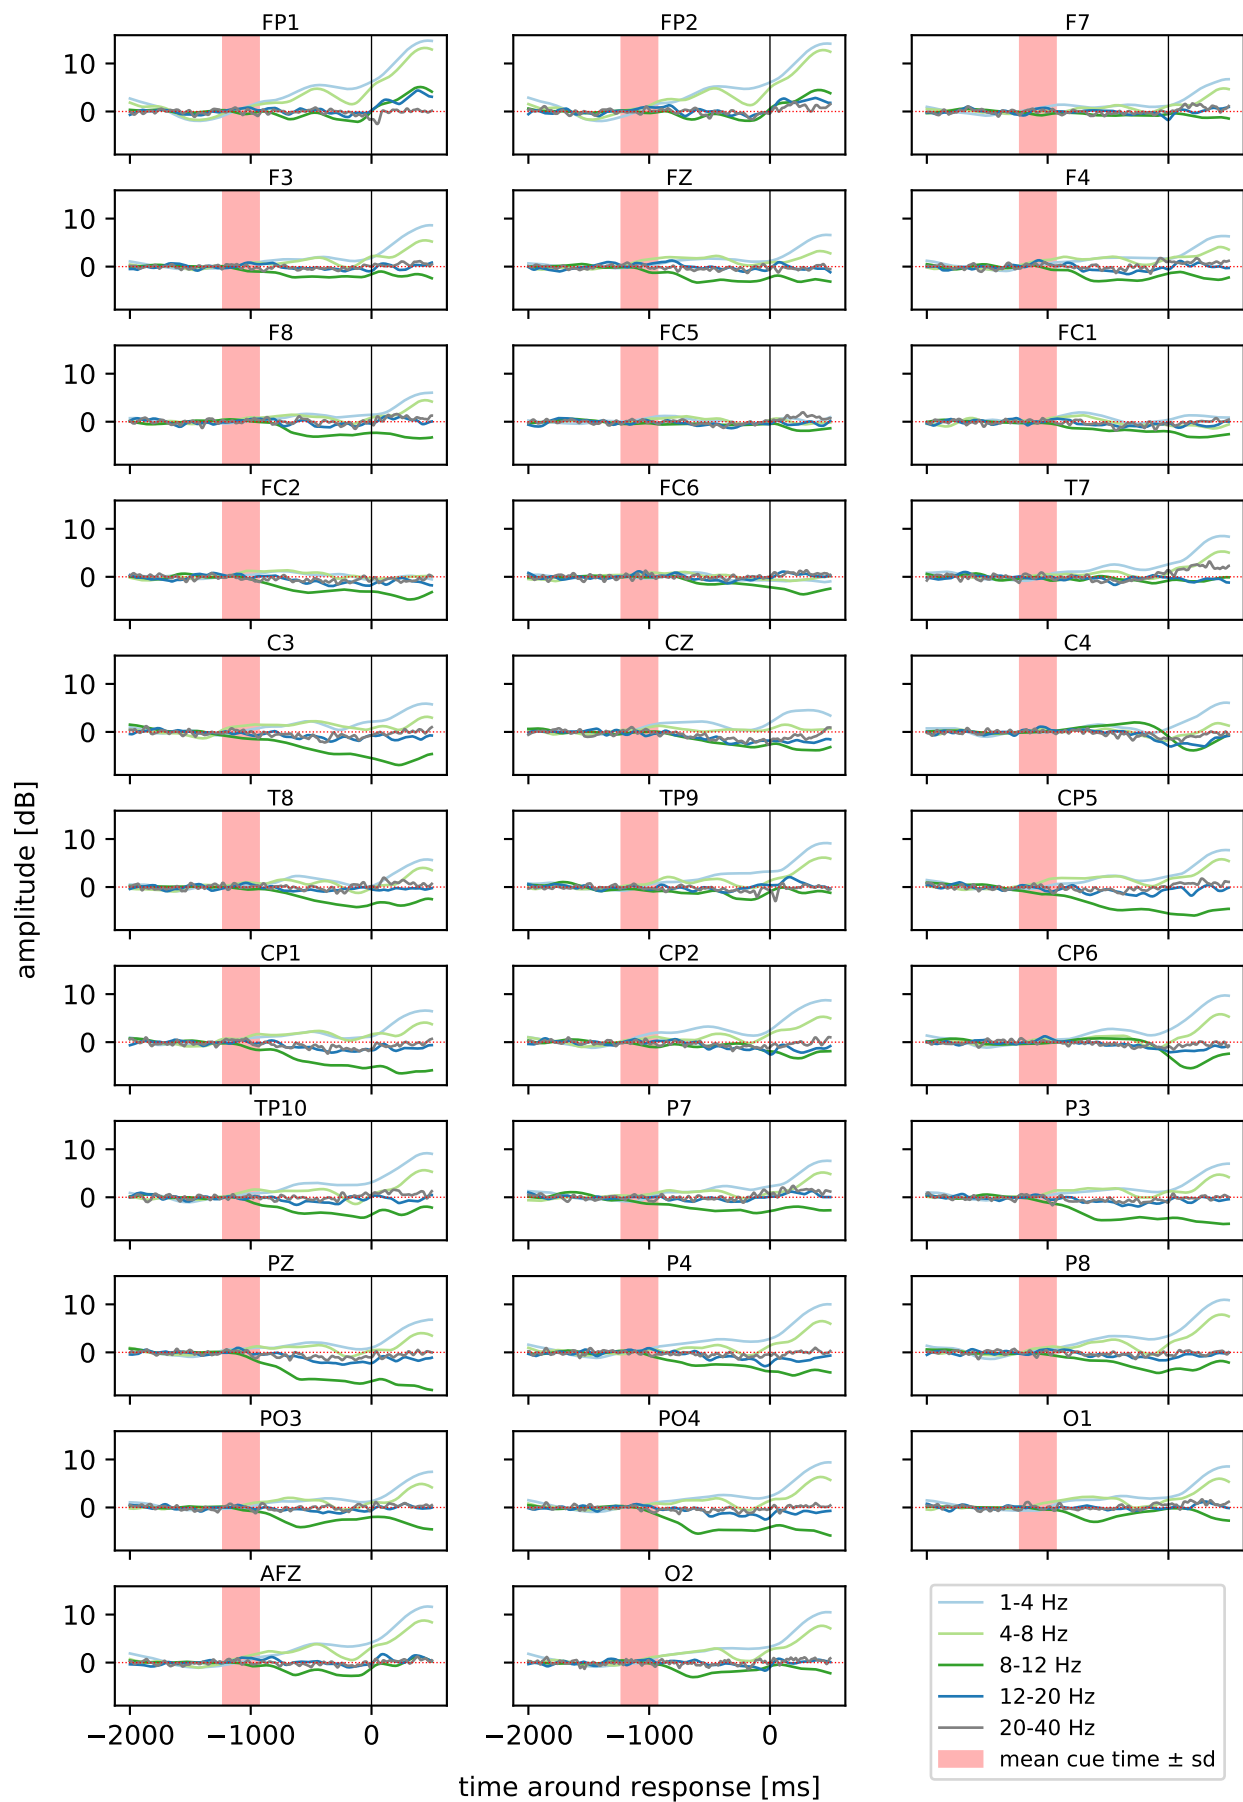 FP1 FP2 F7
10
0
F3 FZ F4
10
0
F8 FC5 FC1
10
0
FC2 FC6 T7
10
0
C3 CZ C4
10
0
T8 TP9 CP5
10
0
CP1 CP2 CP6
10
0
TP10 P7 P3
10
0
PZ P4 P8
10
0
PO3 PO4 O1
10
0
AFZ O2
10
0
−2000 −1000 0 −2000 −1000 0
amplitude [dB]
time around response [ms]
1-4 Hz
4-8 Hz
8-12 Hz
12-20 Hz
20-40 Hz
mean cue time ± sd